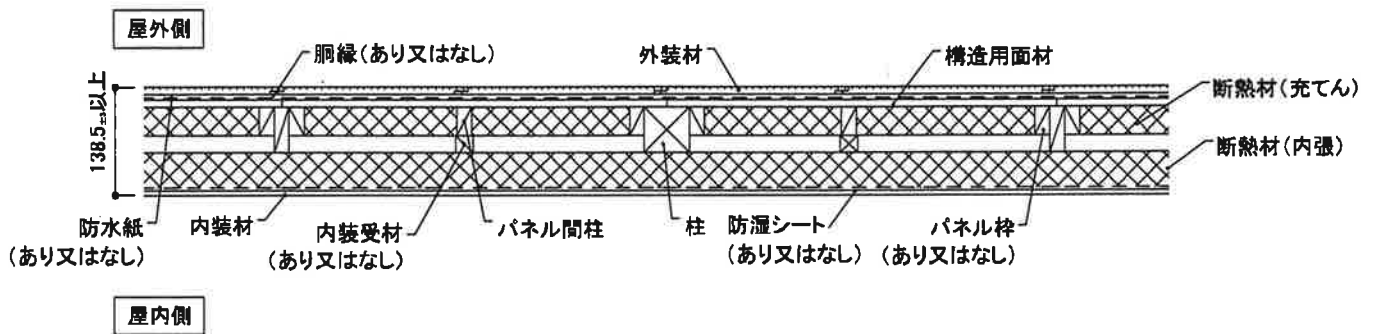 屋外側
胴縁(あり又はなし)
外装材
構造用面材
断熱材(充てん)
138.5±3以上
断熱材(内張)
防水紙
(あり又はなし)
内装材
内装受材
(あり又はなし)
パネル間柱
柱
防湿シート
(あり又はなし)
パネル枠
(あり又はなし)
屋内側